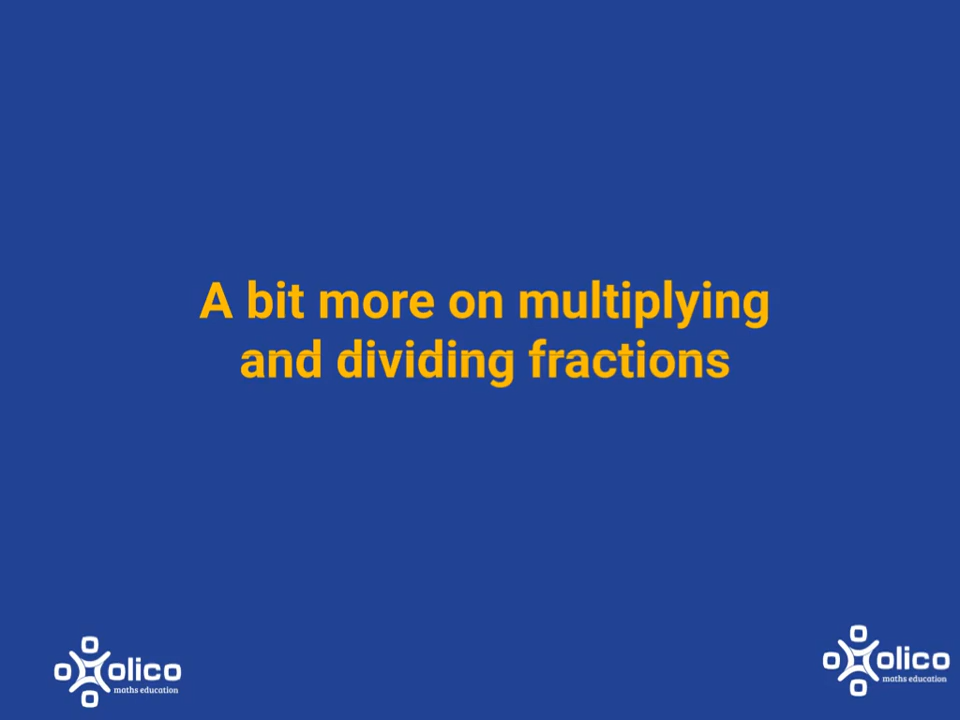 A bit more on multiplying
and dividing fractions
olico
maths education
olico
maths education